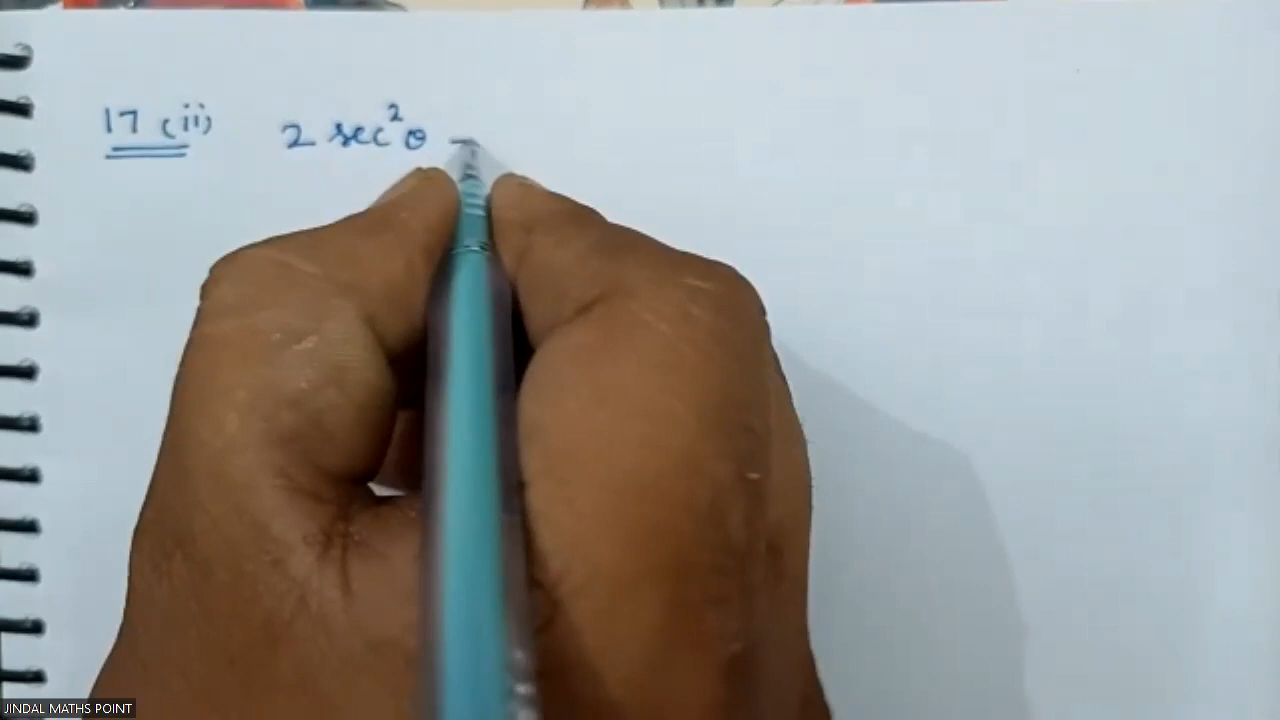 17 (ii) 2 sec²θ –
JINDAL MATHS POINT